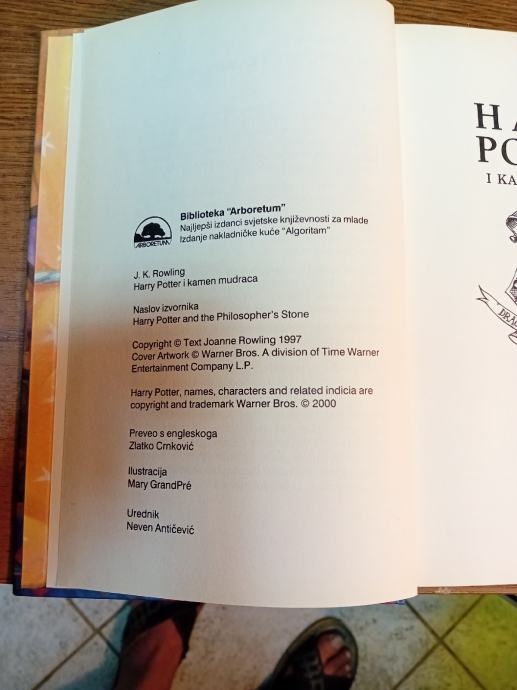 Biblioteka "Arboretum"
Najljepši izdanci svjetske književnosti za mlade
Izdanje nakladničke kuće "Algoritam"
ARBORETUM
J. K. Rowling
Harry Potter i kamen mudraca
Naslov izvornika
Harry Potter and the Philosopher's Stone
Copyright © Text Joanne Rowling 1997
Cover Artwork © Warner Bros. A division of Time Warner
Entertainment Company L.P.
Harry Potter, names, characters and related indicia are
copyright and trademark Warner Bros. © 2000
Preveo s engleskoga
Zlatko Crnković
Ilustracija
Mary GrandPré
Urednik
Neven Antičević
H
PO
I KA
DRA